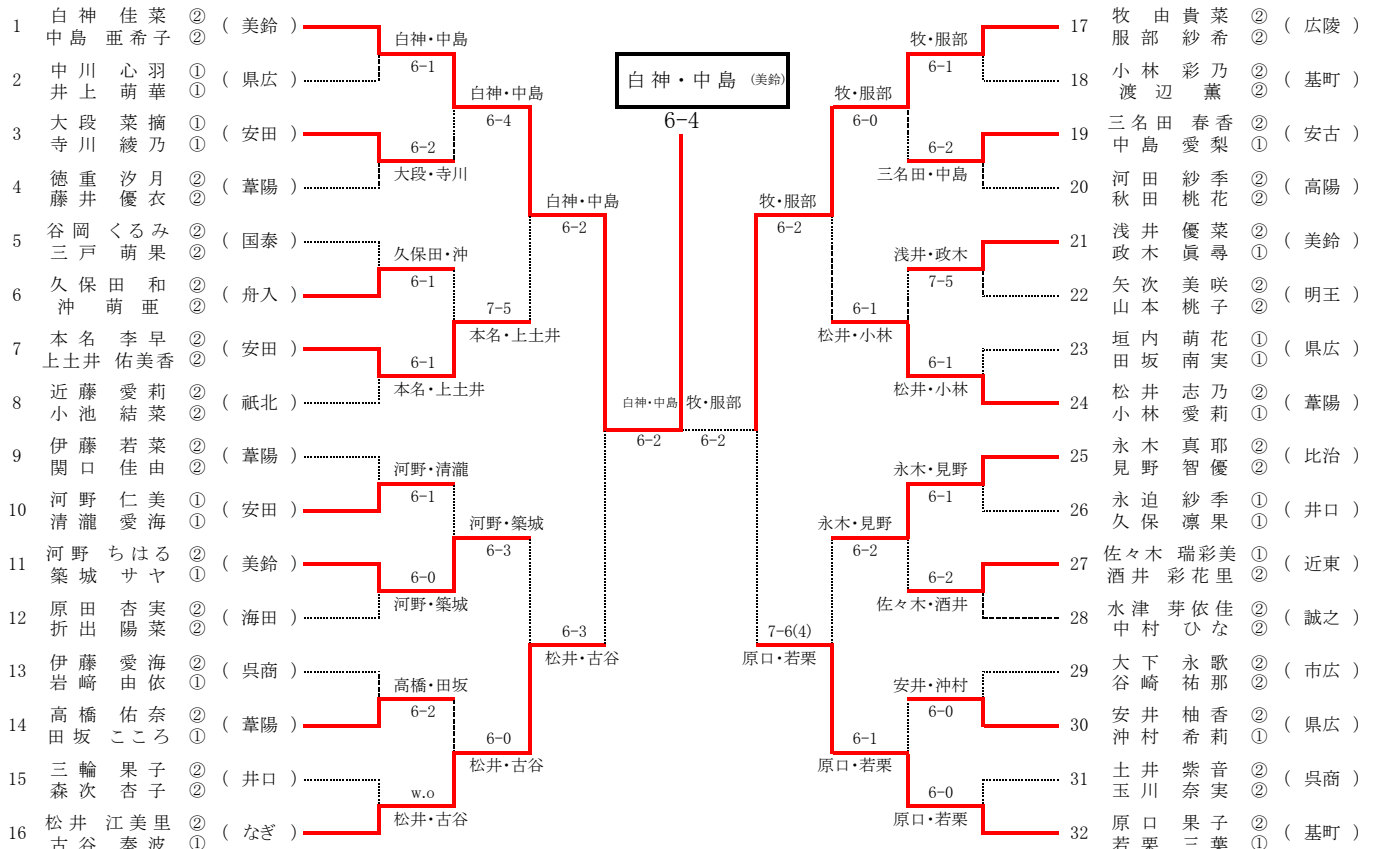 1 白神 佳菜 ② ( 美鈴 )
中島 亜希子 ②
2 中川 心羽 ① ( 県広 )
井上 萌華 ①
3 大段 菜摘 ① ( 安田 )
寺川 綾乃 ①
4 徳重 汐月 ② ( 葦陽 )
藤井 優衣 ②
5 谷岡 くるみ ② ( 国泰 )
三戸 萌果 ②
6 久保田 和 ② ( 舟入 )
沖 萌亜 ②
7 本名 李早 ② ( 安田 )
上土井 佑美香 ②
8 近藤 愛莉 ② ( 祇北 )
小池 結菜 ②
9 伊藤 若菜 ② ( 葦陽 )
関口 佳由 ②
10 河野 仁美 ① ( 安田 )
清瀧 愛海 ①
11 河野 ちはる ② ( 美鈴 )
築城 サヤ ①
12 原田 杏実 ② ( 海田 )
折出 陽菜 ②
13 伊藤 愛海 ② ( 呉商 )
岩﨑 由依 ①
14 高橋 佑奈 ② ( 葦陽 )
田坂 こころ ①
15 三輪 果子 ② ( 井口 )
森次 杏子 ②
16 松井 江美里 ② ( なぎ )
古谷 奏波 ①
白神・中島
6-1
6-2
大段・寺川
久保田・沖
6-1
6-1
本名・上土井
河野・清瀧
6-1
6-0
河野・築城
高橋・田坂
6-2
w.o
松井・古谷
白神・中島
6-4
7-5
本名・上土井
河野・築城
6-3
6-0
松井・古谷
白神・中島
6-2
6-3
松井・古谷
白神・中島
6-2
白神・中島 (美鈴)
6-4
牧・服部
6-2
牧・服部
6-2
7-6(4)
原口・若栗
牧・服部
6-0
6-1
松井・小林
永木・見野
6-2
6-1
原口・若栗
牧・服部
6-1
6-2
三名田・中島
浅井・政木
7-5
6-1
松井・小林
永木・見野
6-1
6-2
佐々木・酒井
安井・沖村
6-0
6-0
原口・若栗
17 牧 由貴菜 ② ( 広陵 )
服部 紗希 ②
18 小林 彩乃 ② ( 基町 )
渡辺 薫 ②
19 三名田 春香 ② ( 安古 )
中島 愛梨 ①
20 河田 紗季 ② ( 高陽 )
秋田 桃花 ②
21 浅井 優菜 ② ( 美鈴 )
政木 眞尋 ①
22 矢次 美咲 ② ( 明王 )
山本 桃子 ②
23 垣内 萌花 ① ( 県広 )
田坂 南実 ①
24 松井 志乃 ② ( 葦陽 )
小林 愛莉 ①
25 永木 真耶 ② ( 比治 )
見野 智優 ②
26 永迫 紗季 ① ( 井口 )
久保 凛果 ①
27 佐々木 瑞彩美 ① ( 近東 )
酒井 彩花里 ②
28 水津 芽依佳 ② ( 誠之 )
中村 ひな ②
29 大下 永歌 ② ( 市広 )
谷崎 祐那 ②
30 安井 柚香 ② ( 県広 )
沖村 希莉 ①
31 土井 紫音 ② ( 呉商 )
玉川 奈実 ②
32 原口 果子 ② ( 基町 )
若栗 三葉 ①